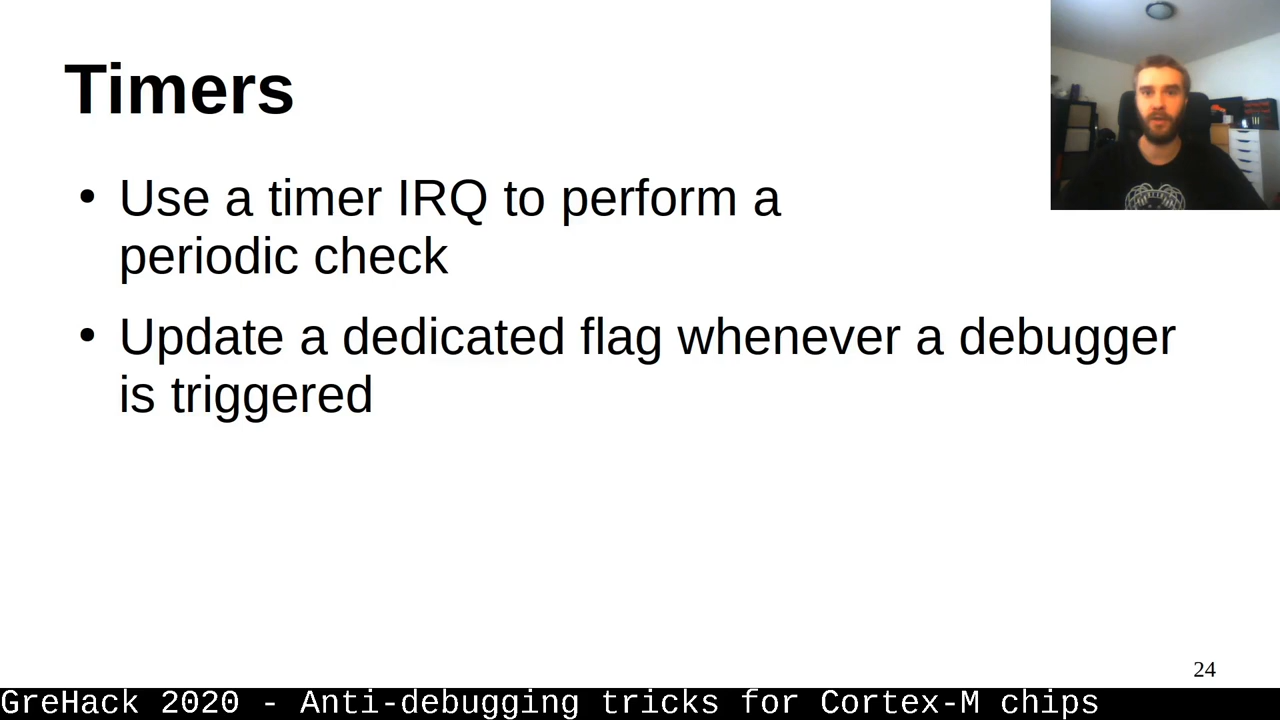 Timers
• Use a timer IRQ to perform a
periodic check
• Update a dedicated flag whenever a debugger
is triggered
24
GreHack 2020 - Anti-debugging tricks for Cortex-M chips